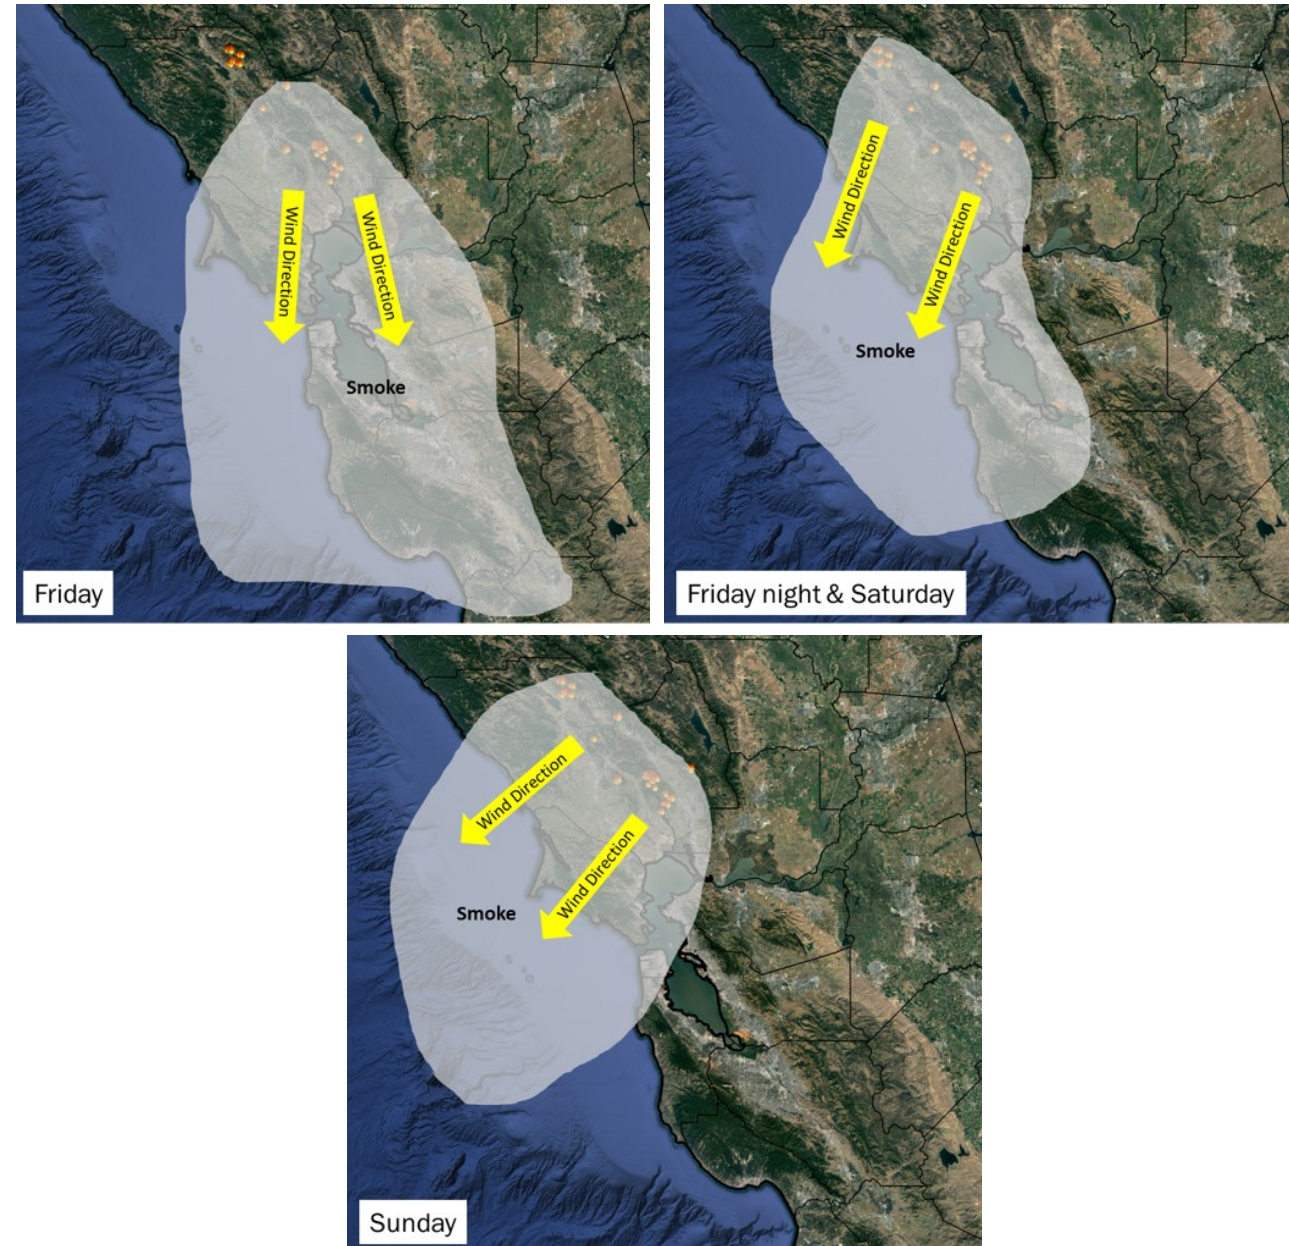 Wind Direction
Wind Direction
Smoke
Friday
Wind Direction
Wind Direction
Smoke
Friday night & Saturday
Wind Direction
Wind Direction
Smoke
Sunday